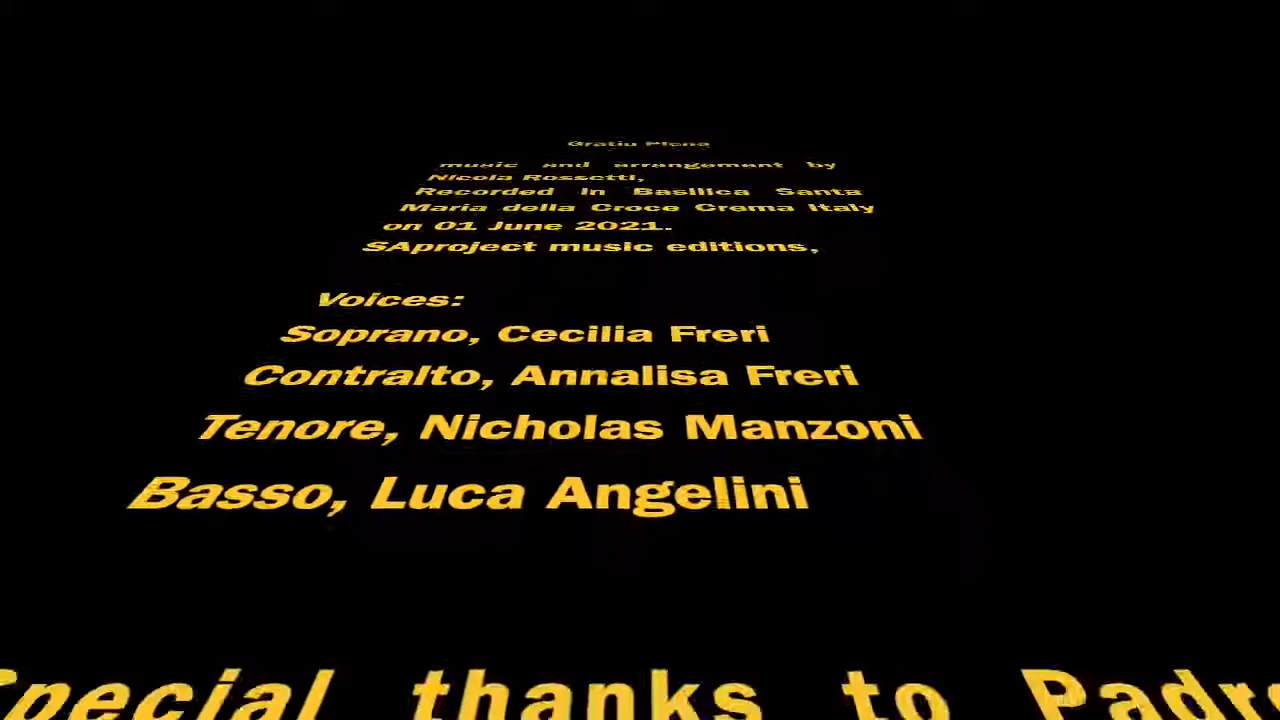 Gratia Plena
music and arrangement by
Nicola Rossetti,
Recorded in Basilica Santa
Maria della Croce Crema Italy
on 01 June 2021.
SAproject music editions,
Voices:
Soprano, Cecilia Freri
Contralto, Annalisa Freri
Tenore, Nicholas Manzoni
Basso, Luca Angelini
Special thanks to Padre